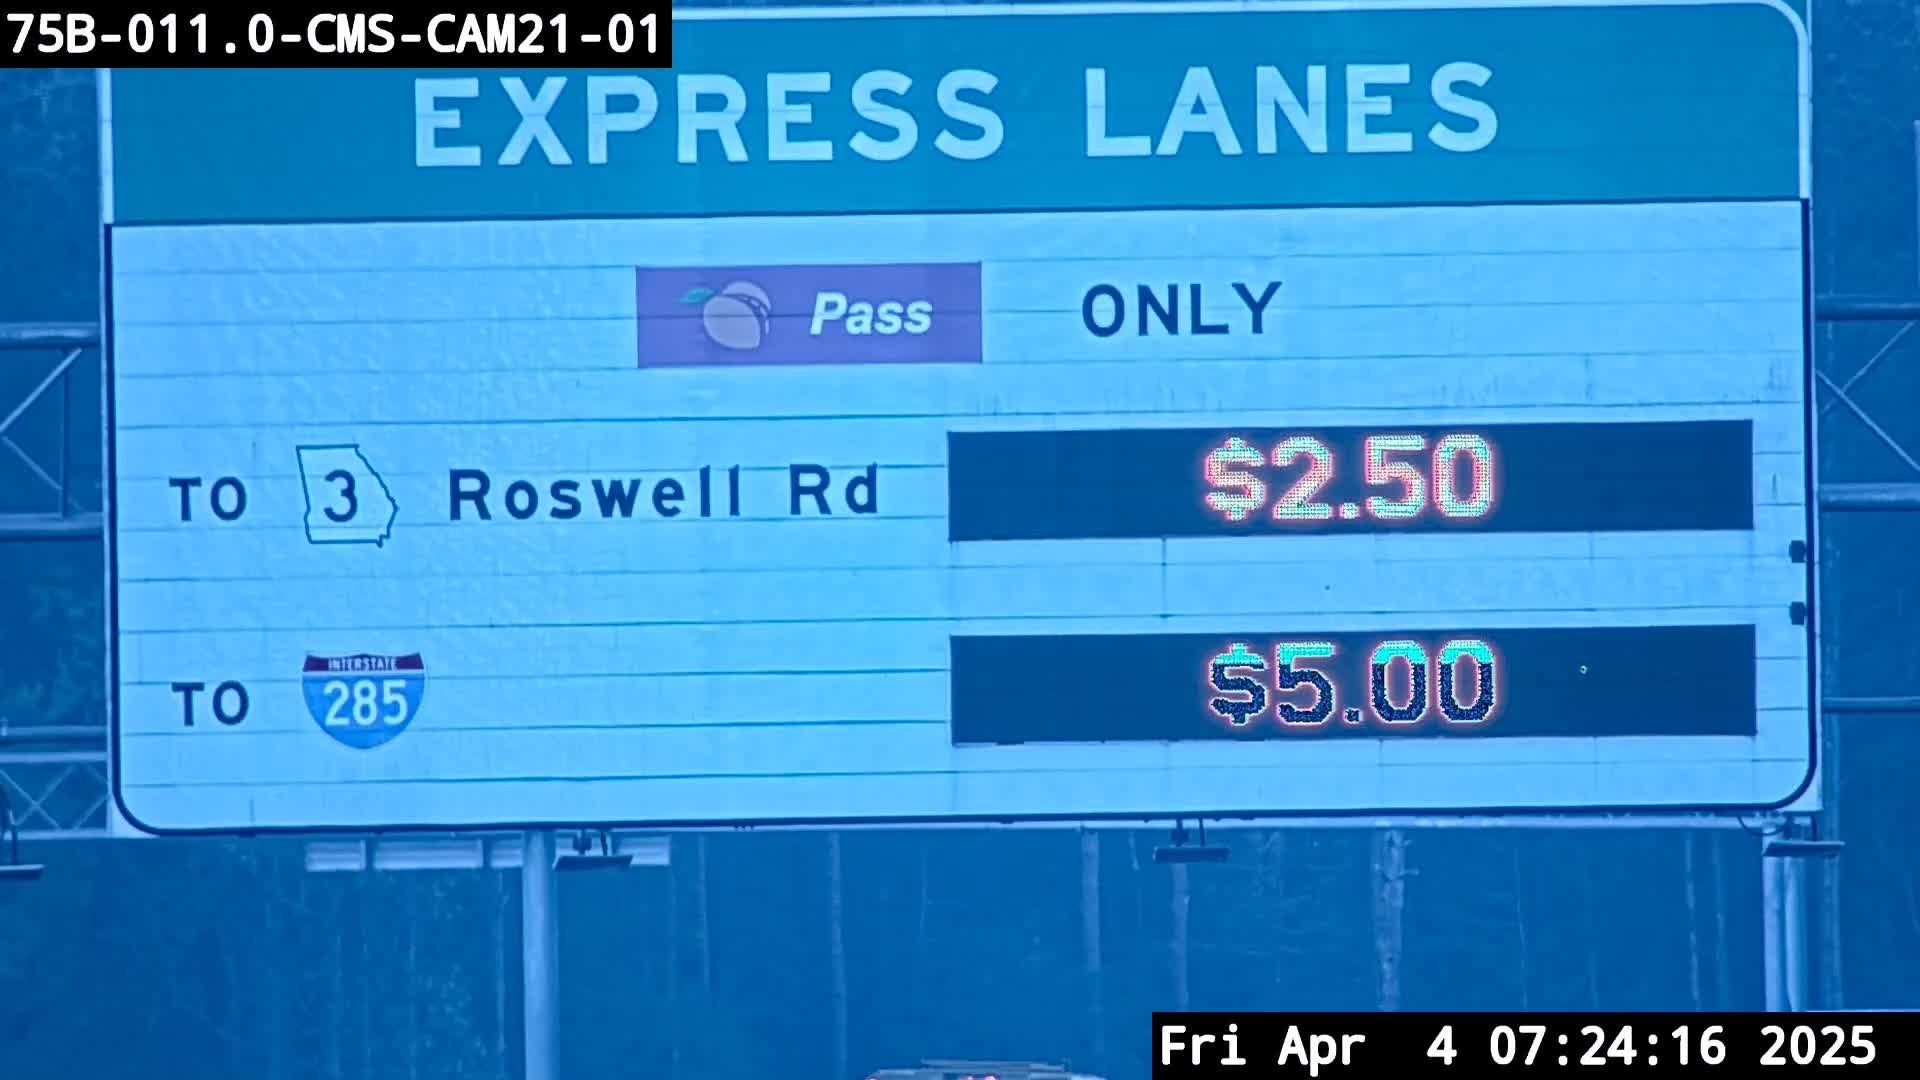 75B-011.0-CMS-CAM21-01
EXPRESS LANES
Pass ONLY
TO 3 Roswell Rd $2.50
INTERSTATE
TO 285 $5.00
Fri Apr 4 07:24:16 2025